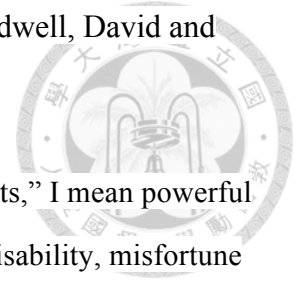 dwell, David and
ts,” I mean powerful
isability, misfortune